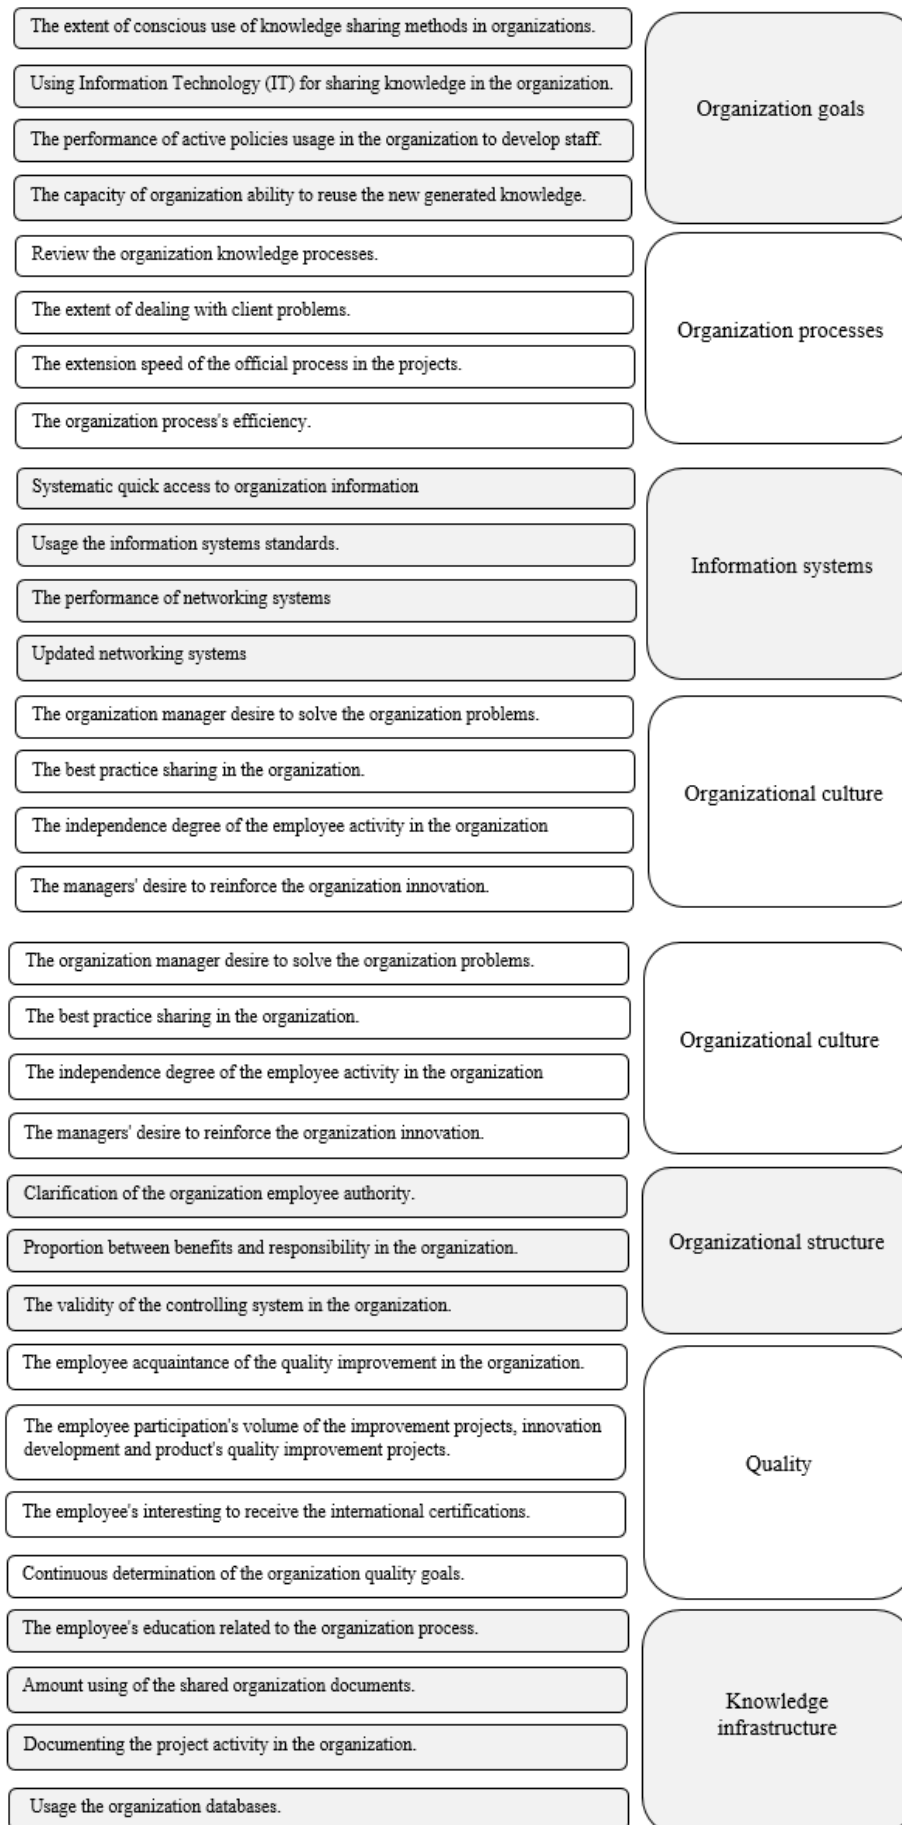 The extent of conscious use of knowledge sharing methods in organizations.
Using Information Technology (IT) for sharing knowledge in the organization.
The performance of active policies usage in the organization to develop staff.
The capacity of organization ability to reuse the new generated knowledge.
Organization goals
Review the organization knowledge processes.
The extent of dealing with client problems.
The extension speed of the official process in the projects.
The organization process's efficiency.
Organization processes
Systematic quick access to organization information
Usage the information systems standards.
The performance of networking systems
Updated networking systems
Information systems
The organization manager desire to solve the organization problems.
The best practice sharing in the organization.
The independence degree of the employee activity in the organization
The managers' desire to reinforce the organization innovation.
Organizational culture
The organization manager desire to solve the organization problems.
The best practice sharing in the organization.
The independence degree of the employee activity in the organization
The managers' desire to reinforce the organization innovation.
Organizational culture
Clarification of the organization employee authority.
Proportion between benefits and responsibility in the organization.
The validity of the controlling system in the organization.
Organizational structure
The employee acquaintance of the quality improvement in the organization.
The employee participation's volume of the improvement projects, innovation
development and product's quality improvement projects.
The employee's interesting to receive the international certifications.
Continuous determination of the organization quality goals.
Quality
The employee's education related to the organization process.
Amount using of the shared organization documents.
Documenting the project activity in the organization.
Usage the organization databases.
Knowledge
infrastructure